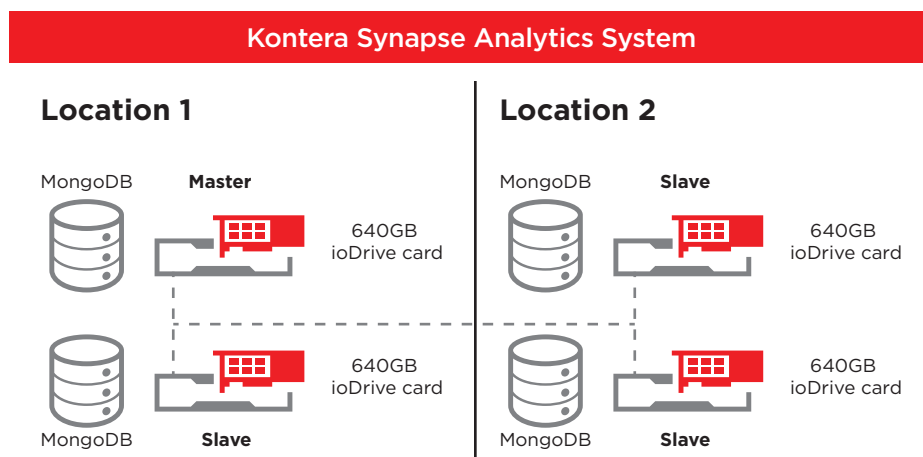 Kontera Synapse Analytics System
Location 1
MongoDB Master
640GB
ioDrive card
640GB
ioDrive card
MongoDB Slave
Location 2
MongoDB Slave
640GB
ioDrive card
640GB
ioDrive card
MongoDB Slave